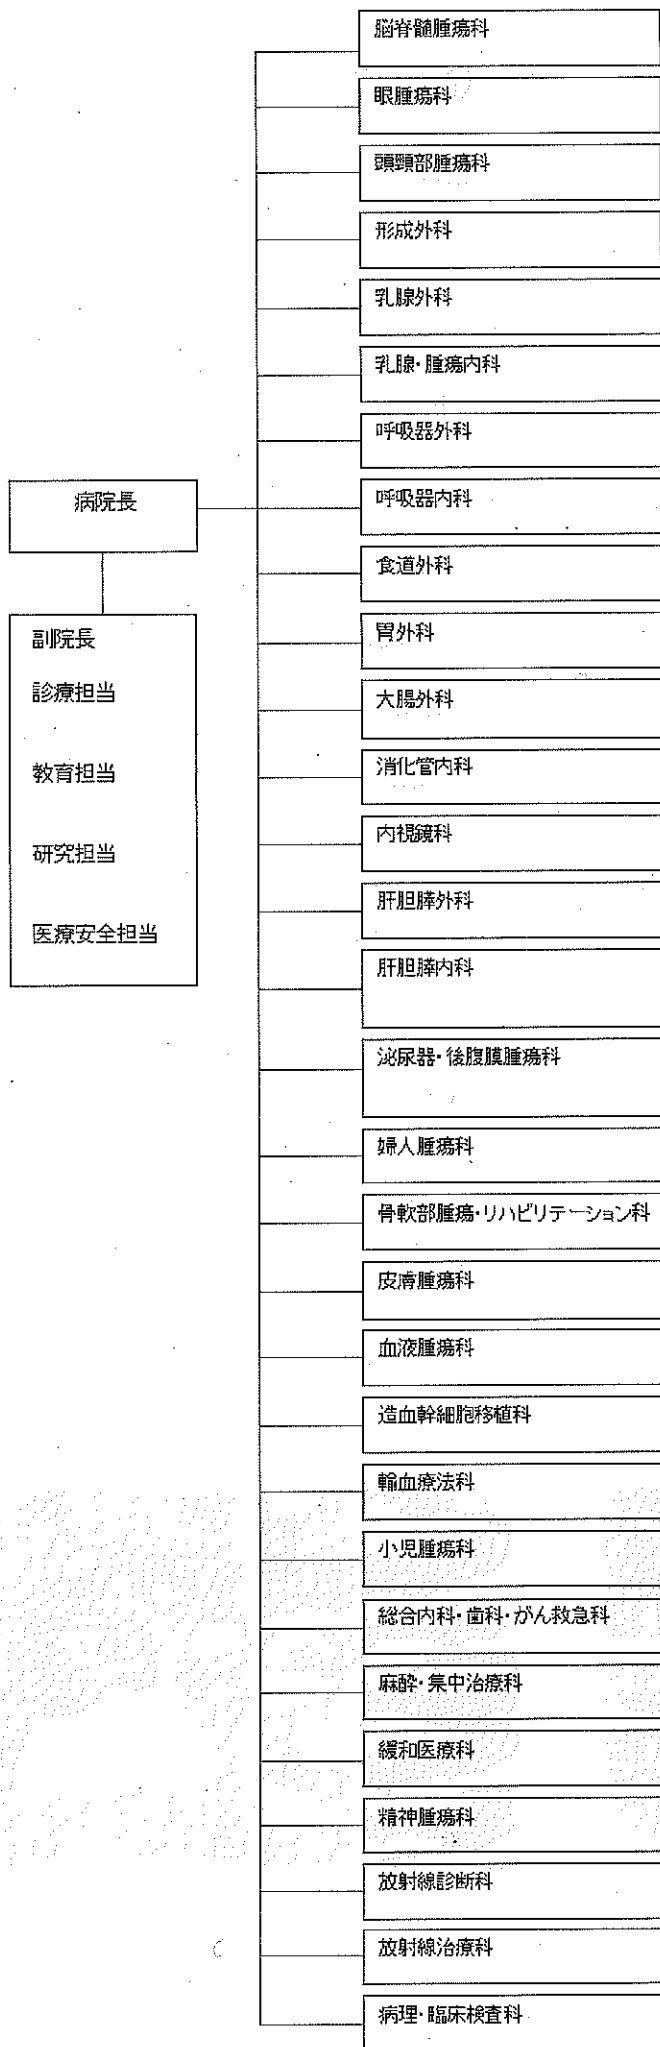 病院長
副院長
診療担当
教育担当
研究担当
医療安全担当
脳脊髄腫瘍科
眼腫瘍科
頭頸部腫瘍科
形成外科
乳腺外科
乳腺・腫瘍内科
呼吸器外科
呼吸器内科
食道外科
胃外科
大腸外科
消化管内科
内視鏡科
肝胆膵外科
肝胆膵内科
泌尿器・後腹膜腫瘍科
婦人腫瘍科
骨軟部腫瘍・リハビリテーション科
皮膚腫瘍科
血液腫瘍科
造血幹細胞移植科
輸血療法科
小児腫瘍科
総合内科・歯科・がん救急科
麻酔・集中治療科
緩和医療科
精神腫瘍科
放射線診断科
放射線治療科
病理・臨床検査科